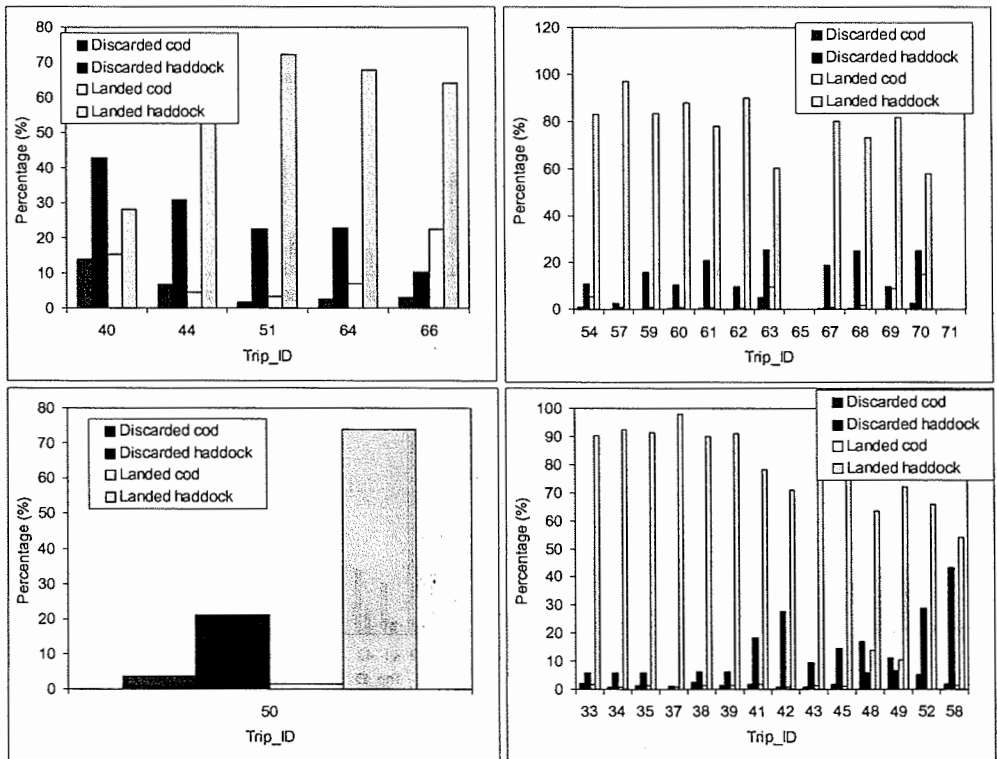 80
70
60
50
40
30
20
10
0
Percentage (%)
Discarded cod
Discarded haddock
Landed cod
Landed haddock
40 44 51 64 66
Trip_ID
120
100
80
60
40
20
0
Percentage (%)
Discarded cod
Discarded haddock
Landed cod
Landed haddock
54 57 59 60 61 62 63 65 67 68 69 70 71
Trip_ID
80
70
60
50
40
30
20
10
0
Percentage (%)
Discarded cod
Discarded haddock
Landed cod
Landed haddock
50
Trip_ID
100
90
80
70
60
50
40
30
20
10
0
Percentage (%)
Discarded cod
Discarded haddock
Landed cod
Landed haddock
33 34 35 37 38 39 41 42 43 45 48 49 52 58
Trip_ID